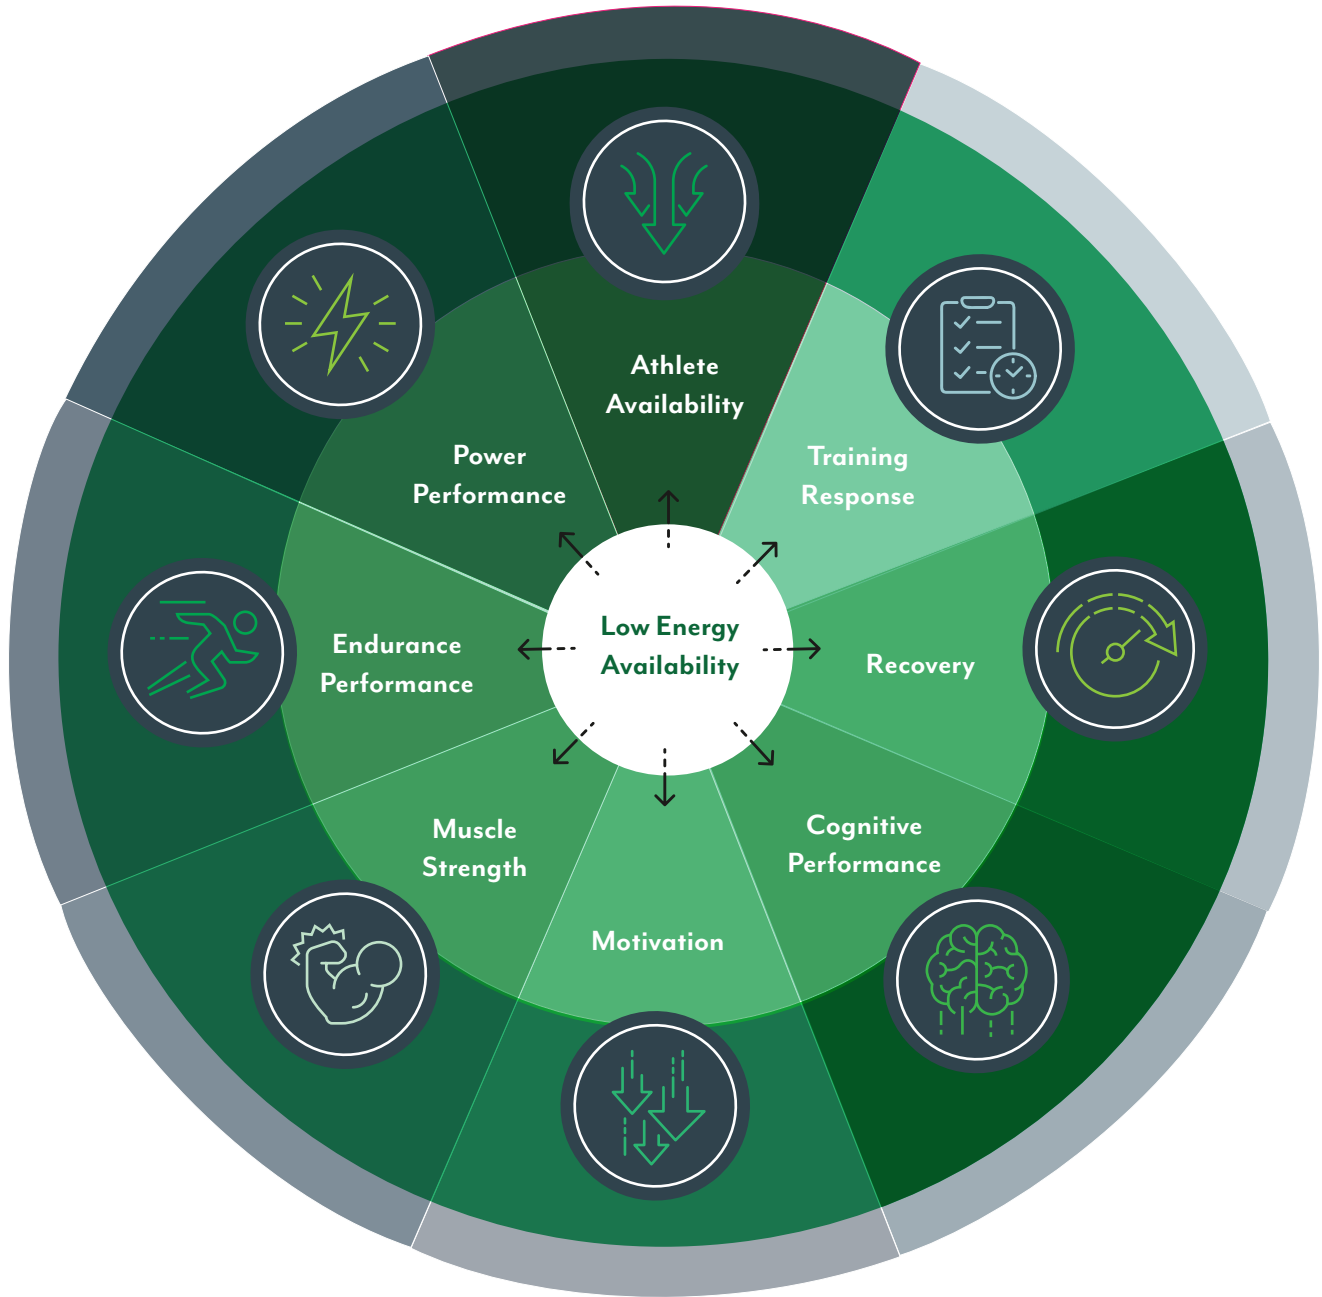 Athlete
Availability
Training
Response
Recovery
Cognitive
Performance
Motivation
Muscle
Strength
Endurance
Performance
Power
Performance
Low Energy
Availability